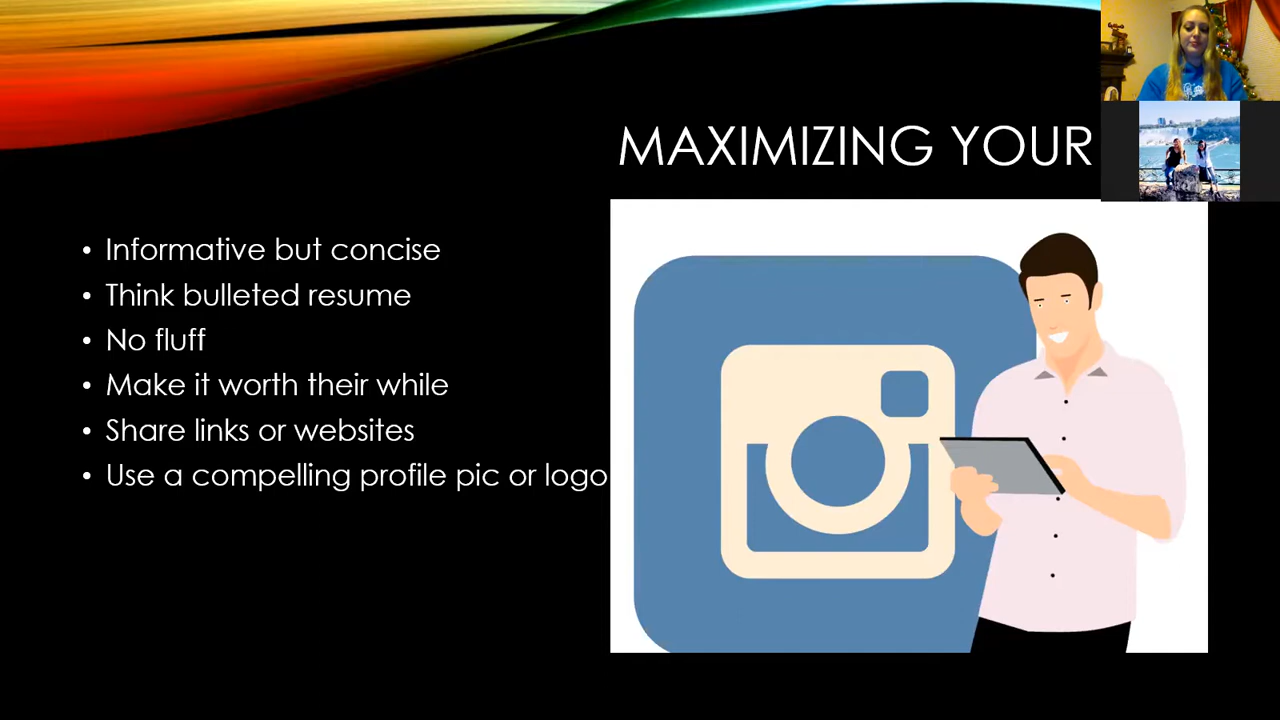 MAXIMIZING YOUR
• Informative but concise
• Think bulleted resume
• No fluff
• Make it worth their while
• Share links or websites
• Use a compelling profile pic or logo